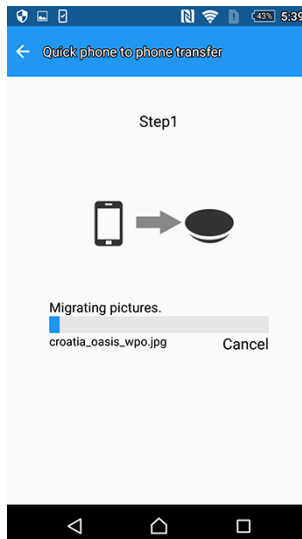 43% 5:39
Quick phone to phone transfer
Step1
Migrating pictures.
croatia_oasis_wpo.jpg
Cancel